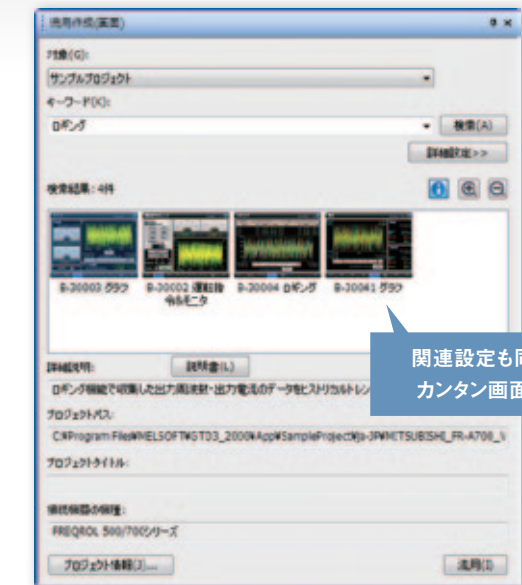 流用作成(画面)
対象(G):
サンプルプロジェクト
キーワード(K):
ロギング
検索(A)
詳細設定>>
検索結果: 4件
B-30003 グラフ
B-30002 運転指令&モニタ
B-30004 ロギング
B-30041 グラフ
関連設定も同
カンタン画面
詳細説明:
説明書(L)
ロギング機能で収集した出力周波数・出力電流のデータをヒストリカルトレン
プロジェクトパス:
C:¥Program Files¥MELSOFT¥GTD3_2000¥App¥SampleProject¥ja-JP¥MITSUBISHI_FR-A700_V
プロジェクトタイトル:
接続機器の機種:
FREQROL 500/700シリーズ
プロジェクト情報(J)...
流用(I)